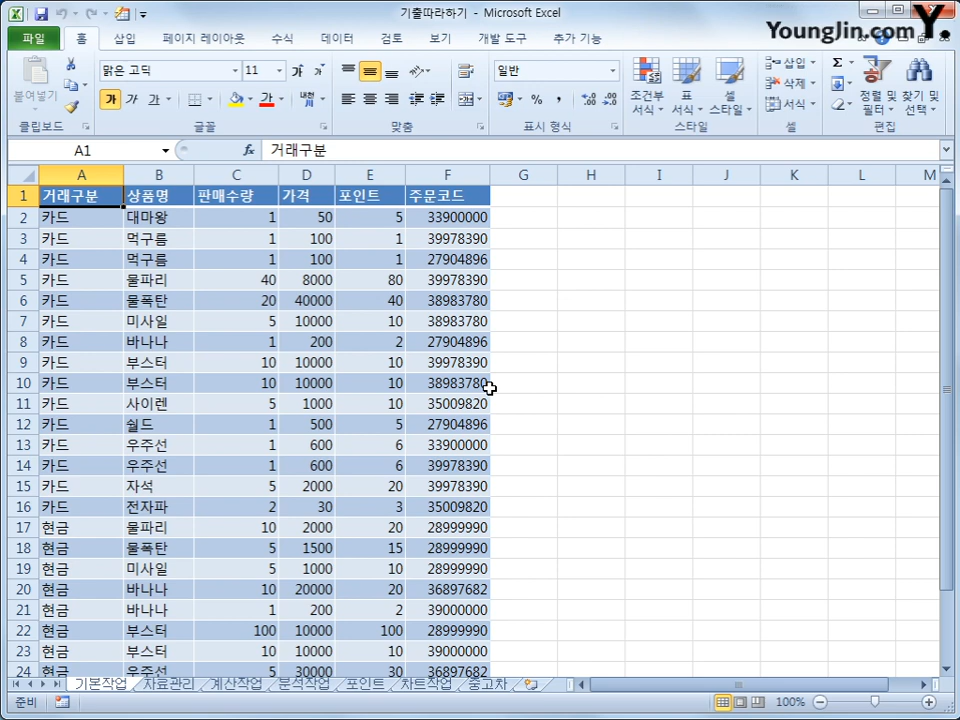 기출따라하기 - Microsoft Excel
Younglin.com Y.
파일 홈 삽입 페이지 레이아웃 수식 데이터 검토 보기 개발 도구 추가 기능
붙여넣기
맑은 고딕 11 가 가
가 가 가 가 내천
일반
% ,
조건부 서식 표 서식 셀 스타일
삽입
삭제
서식
Σ
정렬 및 필터 찾기 및 선택
클립보드 글꼴 맞춤 표시 형식 스타일 셀 편집
A1 fx 거래구분
A B C D E F G H I J K L M
1 거래구분 상품명 판매수량 가격 포인트 주문코드
2 카드 대마왕 1 50 5 33900000
3 카드 먹구름 1 100 1 39978390
4 카드 먹구름 1 100 1 27904896
5 카드 물파리 40 8000 80 39978390
6 카드 물폭탄 20 40000 40 38983780
7 카드 미사일 5 10000 10 38983780
8 카드 바나나 1 200 2 27904896
9 카드 부스터 10 10000 10 39978390
10 카드 부스터 10 10000 10 38983780
11 카드 사이렌 5 1000 10 35009820
12 카드 쉴드 1 500 5 27904896
13 카드 우주선 1 600 6 33900000
14 카드 우주선 1 600 6 39978390
15 카드 자석 5 2000 20 39978390
16 카드 전자파 2 30 3 35009820
17 현금 물파리 10 2000 20 28999990
18 현금 물폭탄 5 1500 15 28999990
19 현금 미사일 5 1000 10 28999990
20 현금 바나나 10 20000 20 36897682
21 현금 바나나 1 200 2 39000000
22 현금 부스터 100 10000 100 28999990
23 현금 부스터 10 10000 10 39000000
24 현금 우주선 5 30000 30 36897682
기본작업 자료관리 계산작업 분석작업 포인트 차트작업 중고차
준비 100%